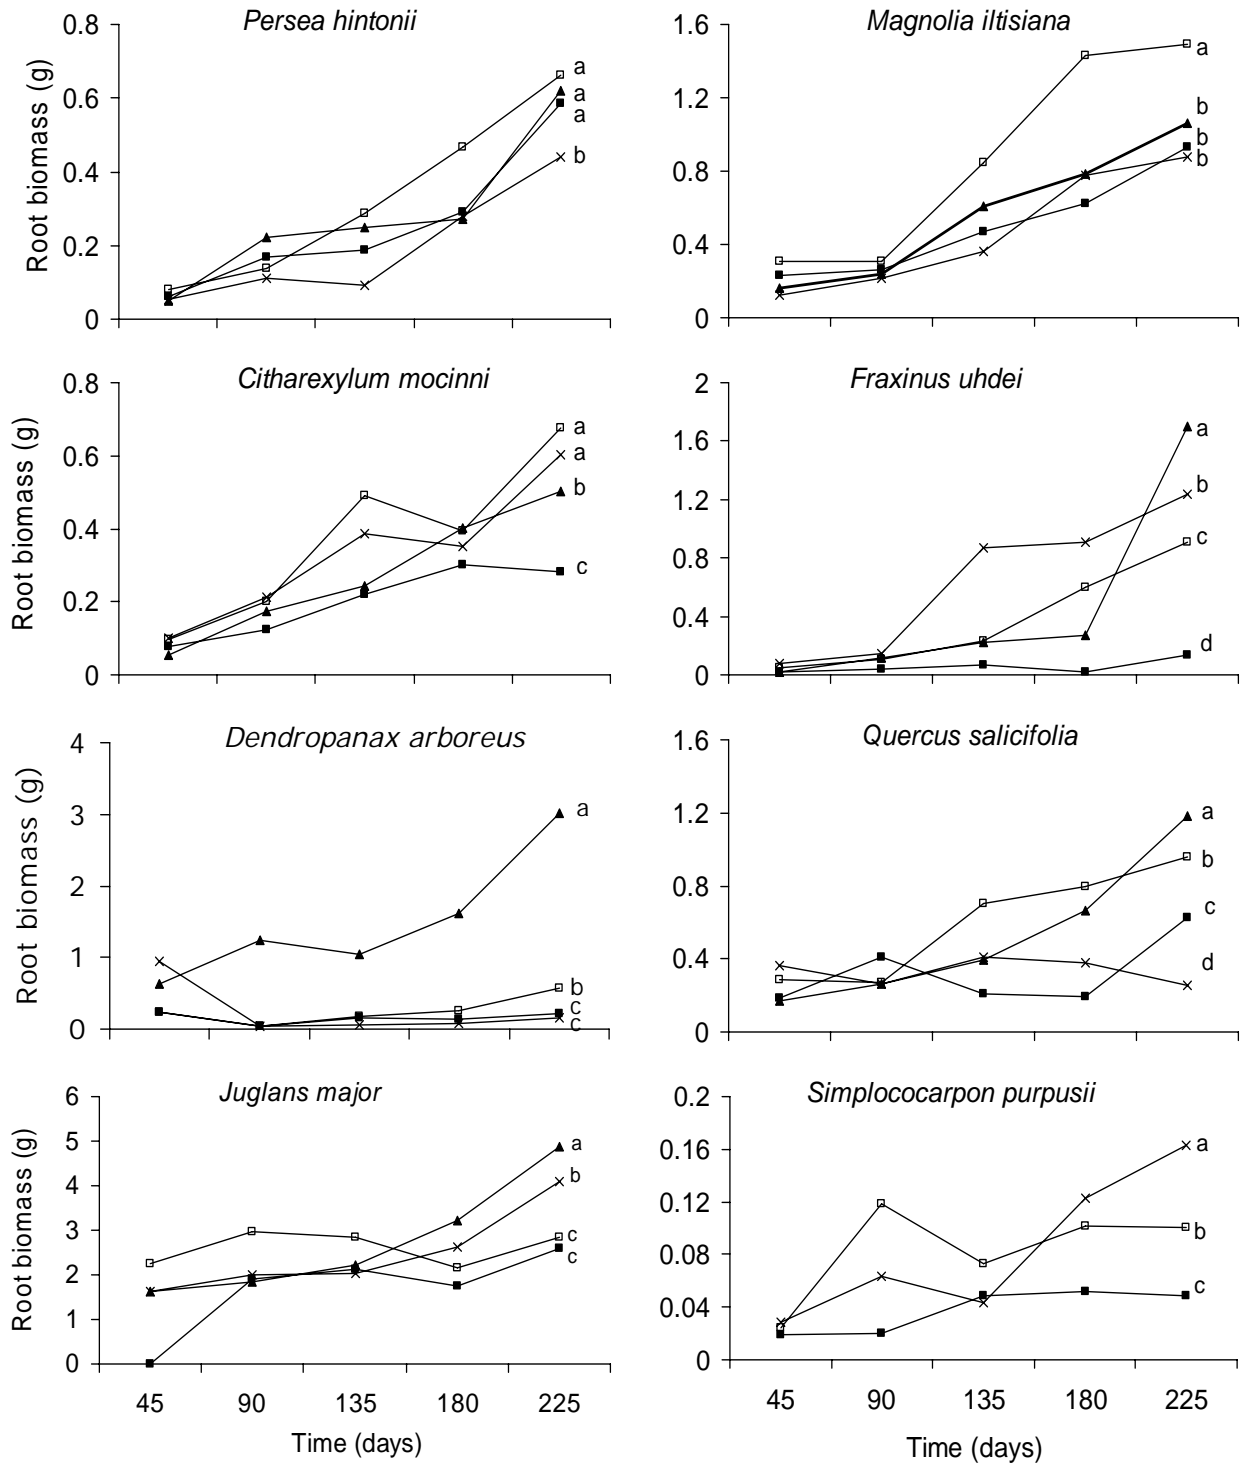 Persea hintonii
Root biomass (g)
0.8
0.6
0.4
0.2
0
a
a
a
b
Magnolia iltisiana
1.6
1.2
0.8
0.4
0
a
b
b
b
Citharexylum mocinni
Root biomass (g)
0.8
0.6
0.4
0.2
0
a
a
b
c
Fraxinus uhdei
2
1.6
1.2
0.8
0.4
0
a
b
c
d
Dendropanax arboreus
Root biomass (g)
4
3
2
1
0
a
b
c
c
Quercus salicifolia
1.6
1.2
0.8
0.4
0
a
b
c
d
Juglans major
Root biomass (g)
6
5
4
3
2
1
0
a
b
c
c
45 90 135 180 225
Time (days)
Simplococarpon purpusii
0.2
0.16
0.12
0.08
0.04
0
a
b
c
45 90 135 180 225
Time (days)